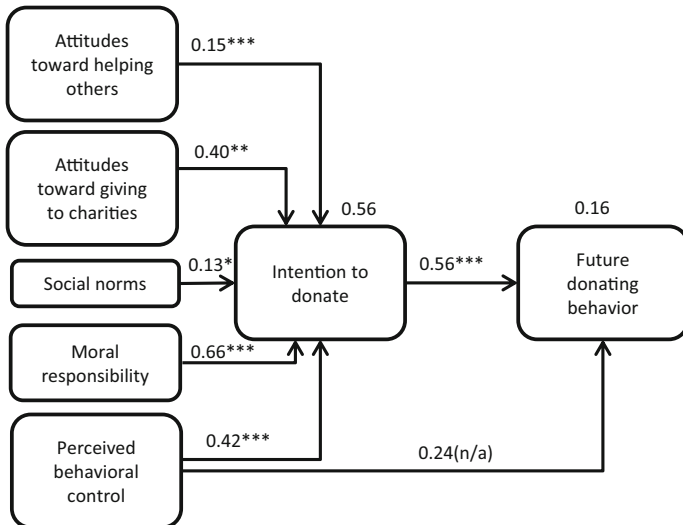 Attitudes
toward helping
others
0.15***
Attitudes
toward giving
to charities
0.40**
Social norms
0.13*
Moral
responsibility
0.66***
Perceived
behavioral
control
0.42***
0.24(n/a)
0.56
Intention to
donate
0.56***
0.16
Future
donating
behavior